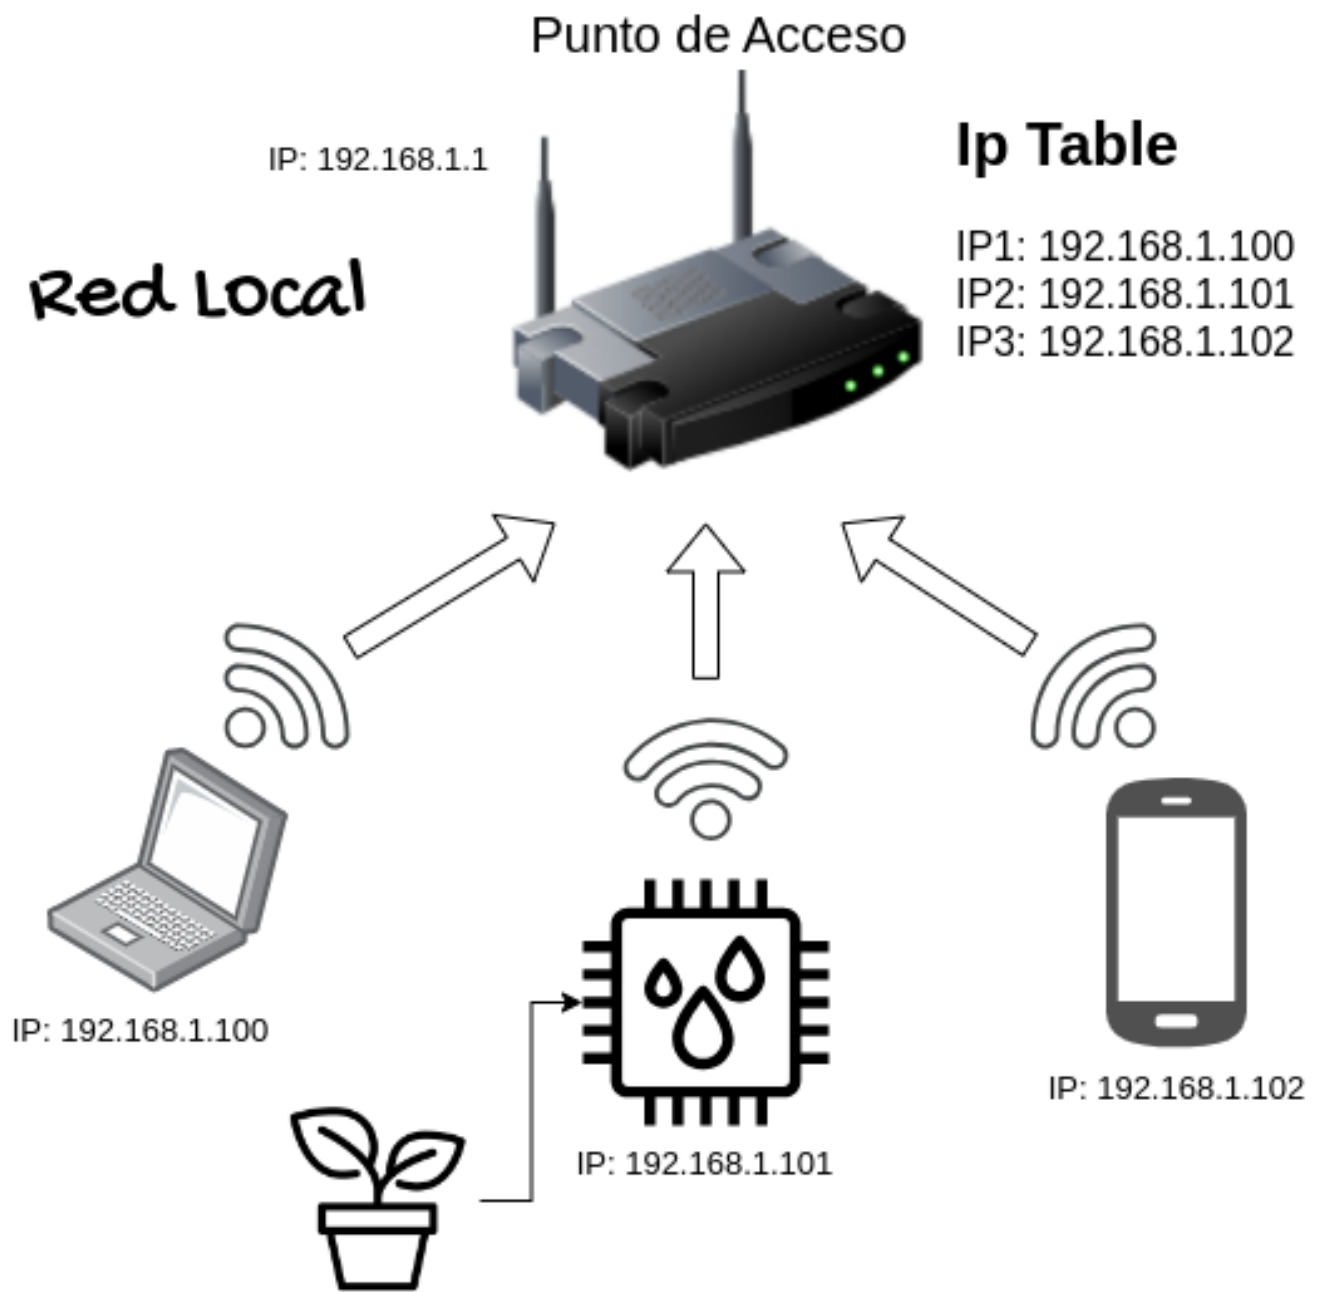 Punto de Acceso
IP: 192.168.1.1
Ip Table
Red Local
IP1: 192.168.1.100
IP2: 192.168.1.101
IP3: 192.168.1.102
IP: 192.168.1.100
IP: 192.168.1.102
IP: 192.168.1.101